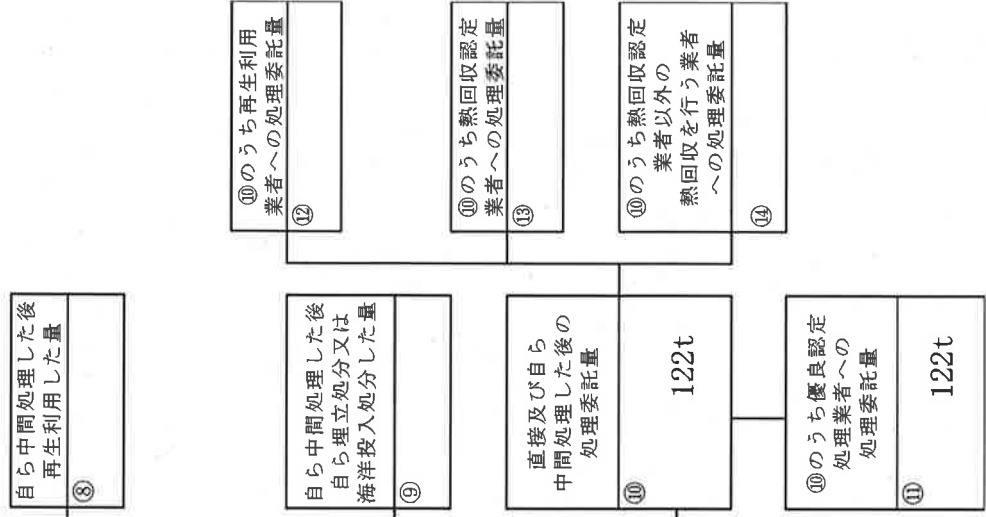 自ら中間処理した後
再生利用した量
⑧
自ら中間処理した後
自ら埋立処分又は
海洋投入処分した量
⑨
直接及び自ら
中間処理した後の
処理委託量
⑩
122t
⑩のうち優良認定
処理業者への
処理委託量
⑪
122t
⑩のうち再生利用
業者への処理委託量
⑫
⑩のうち熱回収認定
業者への処理委託量
⑬
⑩のうち熱回収認定
業者以外の
熱回収を行う業者
への処理委託量
⑭